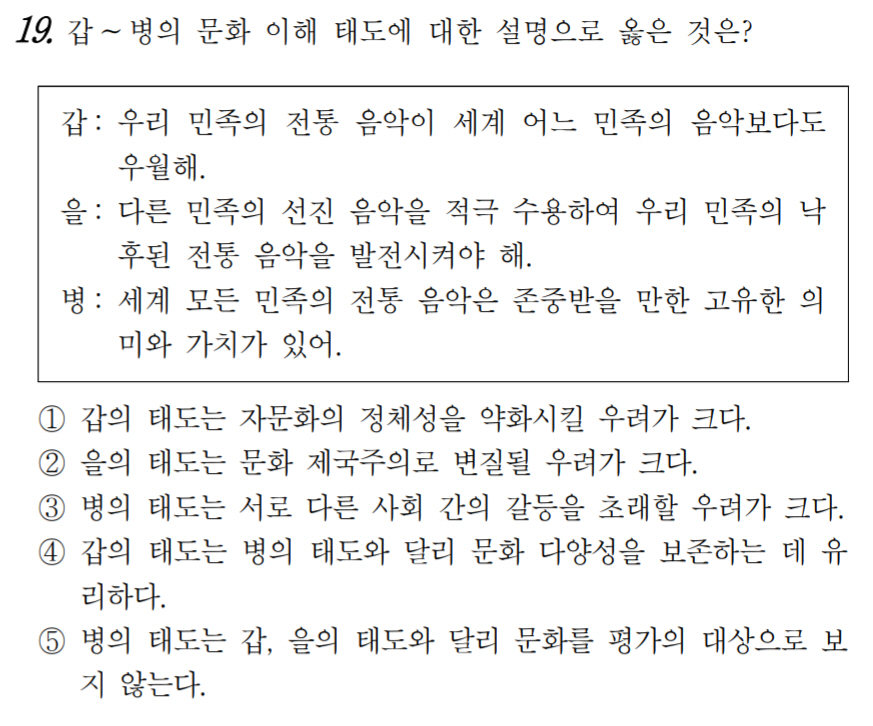 19. 갑～병의 문화 이해 태도에 대한 설명으로 옳은 것은?
갑 : 우리 민족의 전통 음악이 세계 어느 민족의 음악보다도
우월해.
을 : 다른 민족의 선진 음악을 적극 수용하여 우리 민족의 낙
후된 전통 음악을 발전시켜야 해.
병 : 세계 모든 민족의 전통 음악은 존중받을 만한 고유한 의
미와 가치가 있어.
① 갑의 태도는 자문화의 정체성을 약화시킬 우려가 크다.
② 을의 태도는 문화 제국주의로 변질될 우려가 크다.
③ 병의 태도는 서로 다른 사회 간의 갈등을 초래할 우려가 크다.
④ 갑의 태도는 병의 태도와 달리 문화 다양성을 보존하는 데 유
리하다.
⑤ 병의 태도는 갑, 을의 태도와 달리 문화를 평가의 대상으로 보
지 않는다.